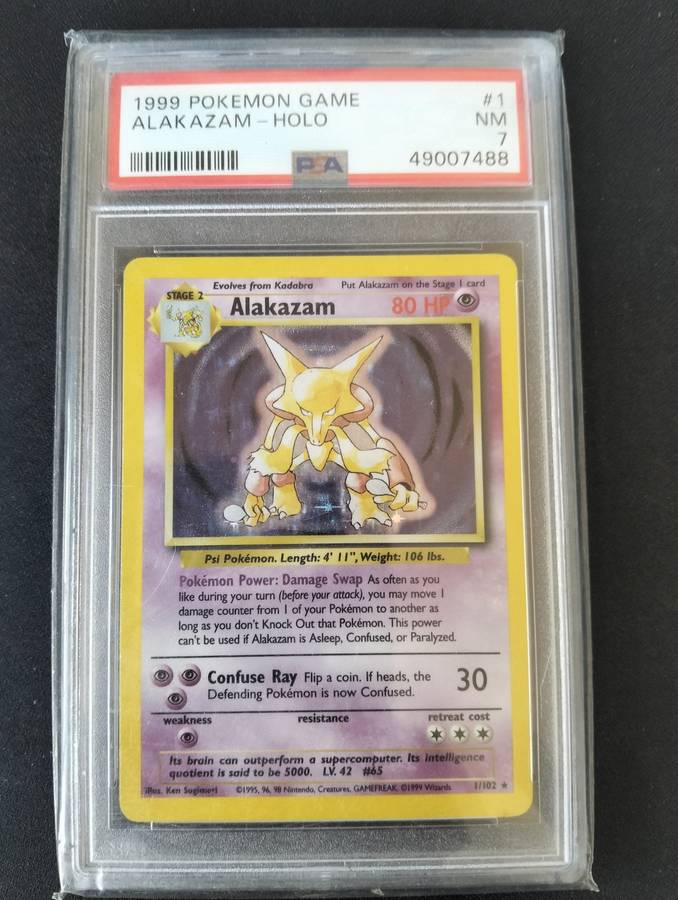 1999 POKEMON GAME #1
ALAKAZAM - HOLO NM
7
PSA 49007488
Evolves from Kadabra Put Alakazam on the Stage 1 card
STAGE 2
Alakazam 80 HP
Psi Pokémon. Length: 4' 11", Weight: 106 lbs.
Pokémon Power: Damage Swap As often as you
like during your turn (before your attack), you may move 1
damage counter from 1 of your Pokémon to another as
long as you don't Knock Out that Pokémon. This power
can't be used if Alakazam is Asleep, Confused, or Paralyzed.
Confuse Ray Flip a coin. If heads, the
Defending Pokémon is now Confused.
30
weakness resistance retreat cost
Its brain can outperform a supercomputer. Its intelligence
quotient is said to be 5000. LV. 42 #65
Illus. Ken Sugimori ©1995, 96, 98 Nintendo, Creatures, GAMEFREAK. ©1999 Wizards. 1/102 ★